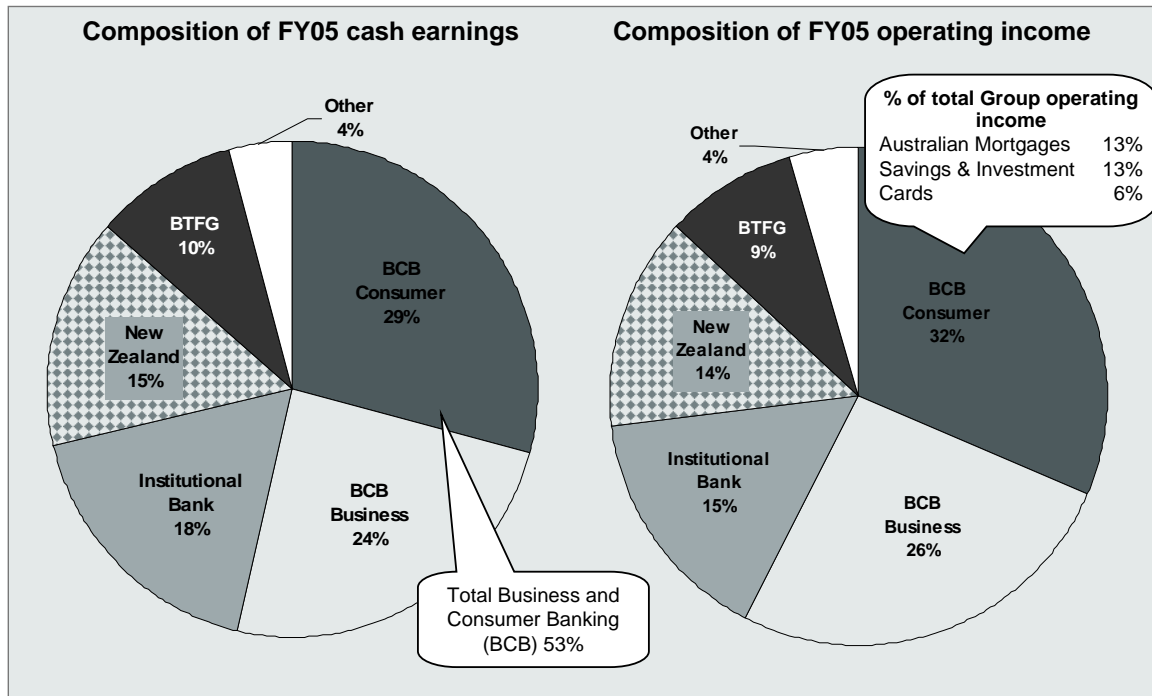 Composition of FY05 cash earnings
Other
4%
BTFG
10%
BCB
Consumer
29%
New
Zealand
15%
Institutional
Bank
18%
BCB
Business
24%
Total Business and
Consumer Banking
(BCB) 53%
Composition of FY05 operating income
% of total Group operating
income
Australian Mortgages 13%
Savings & Investment 13%
Cards 6%
Other
4%
BTFG
9%
BCB
Consumer
32%
New
Zealand
14%
Institutional
Bank
15%
BCB
Business
26%